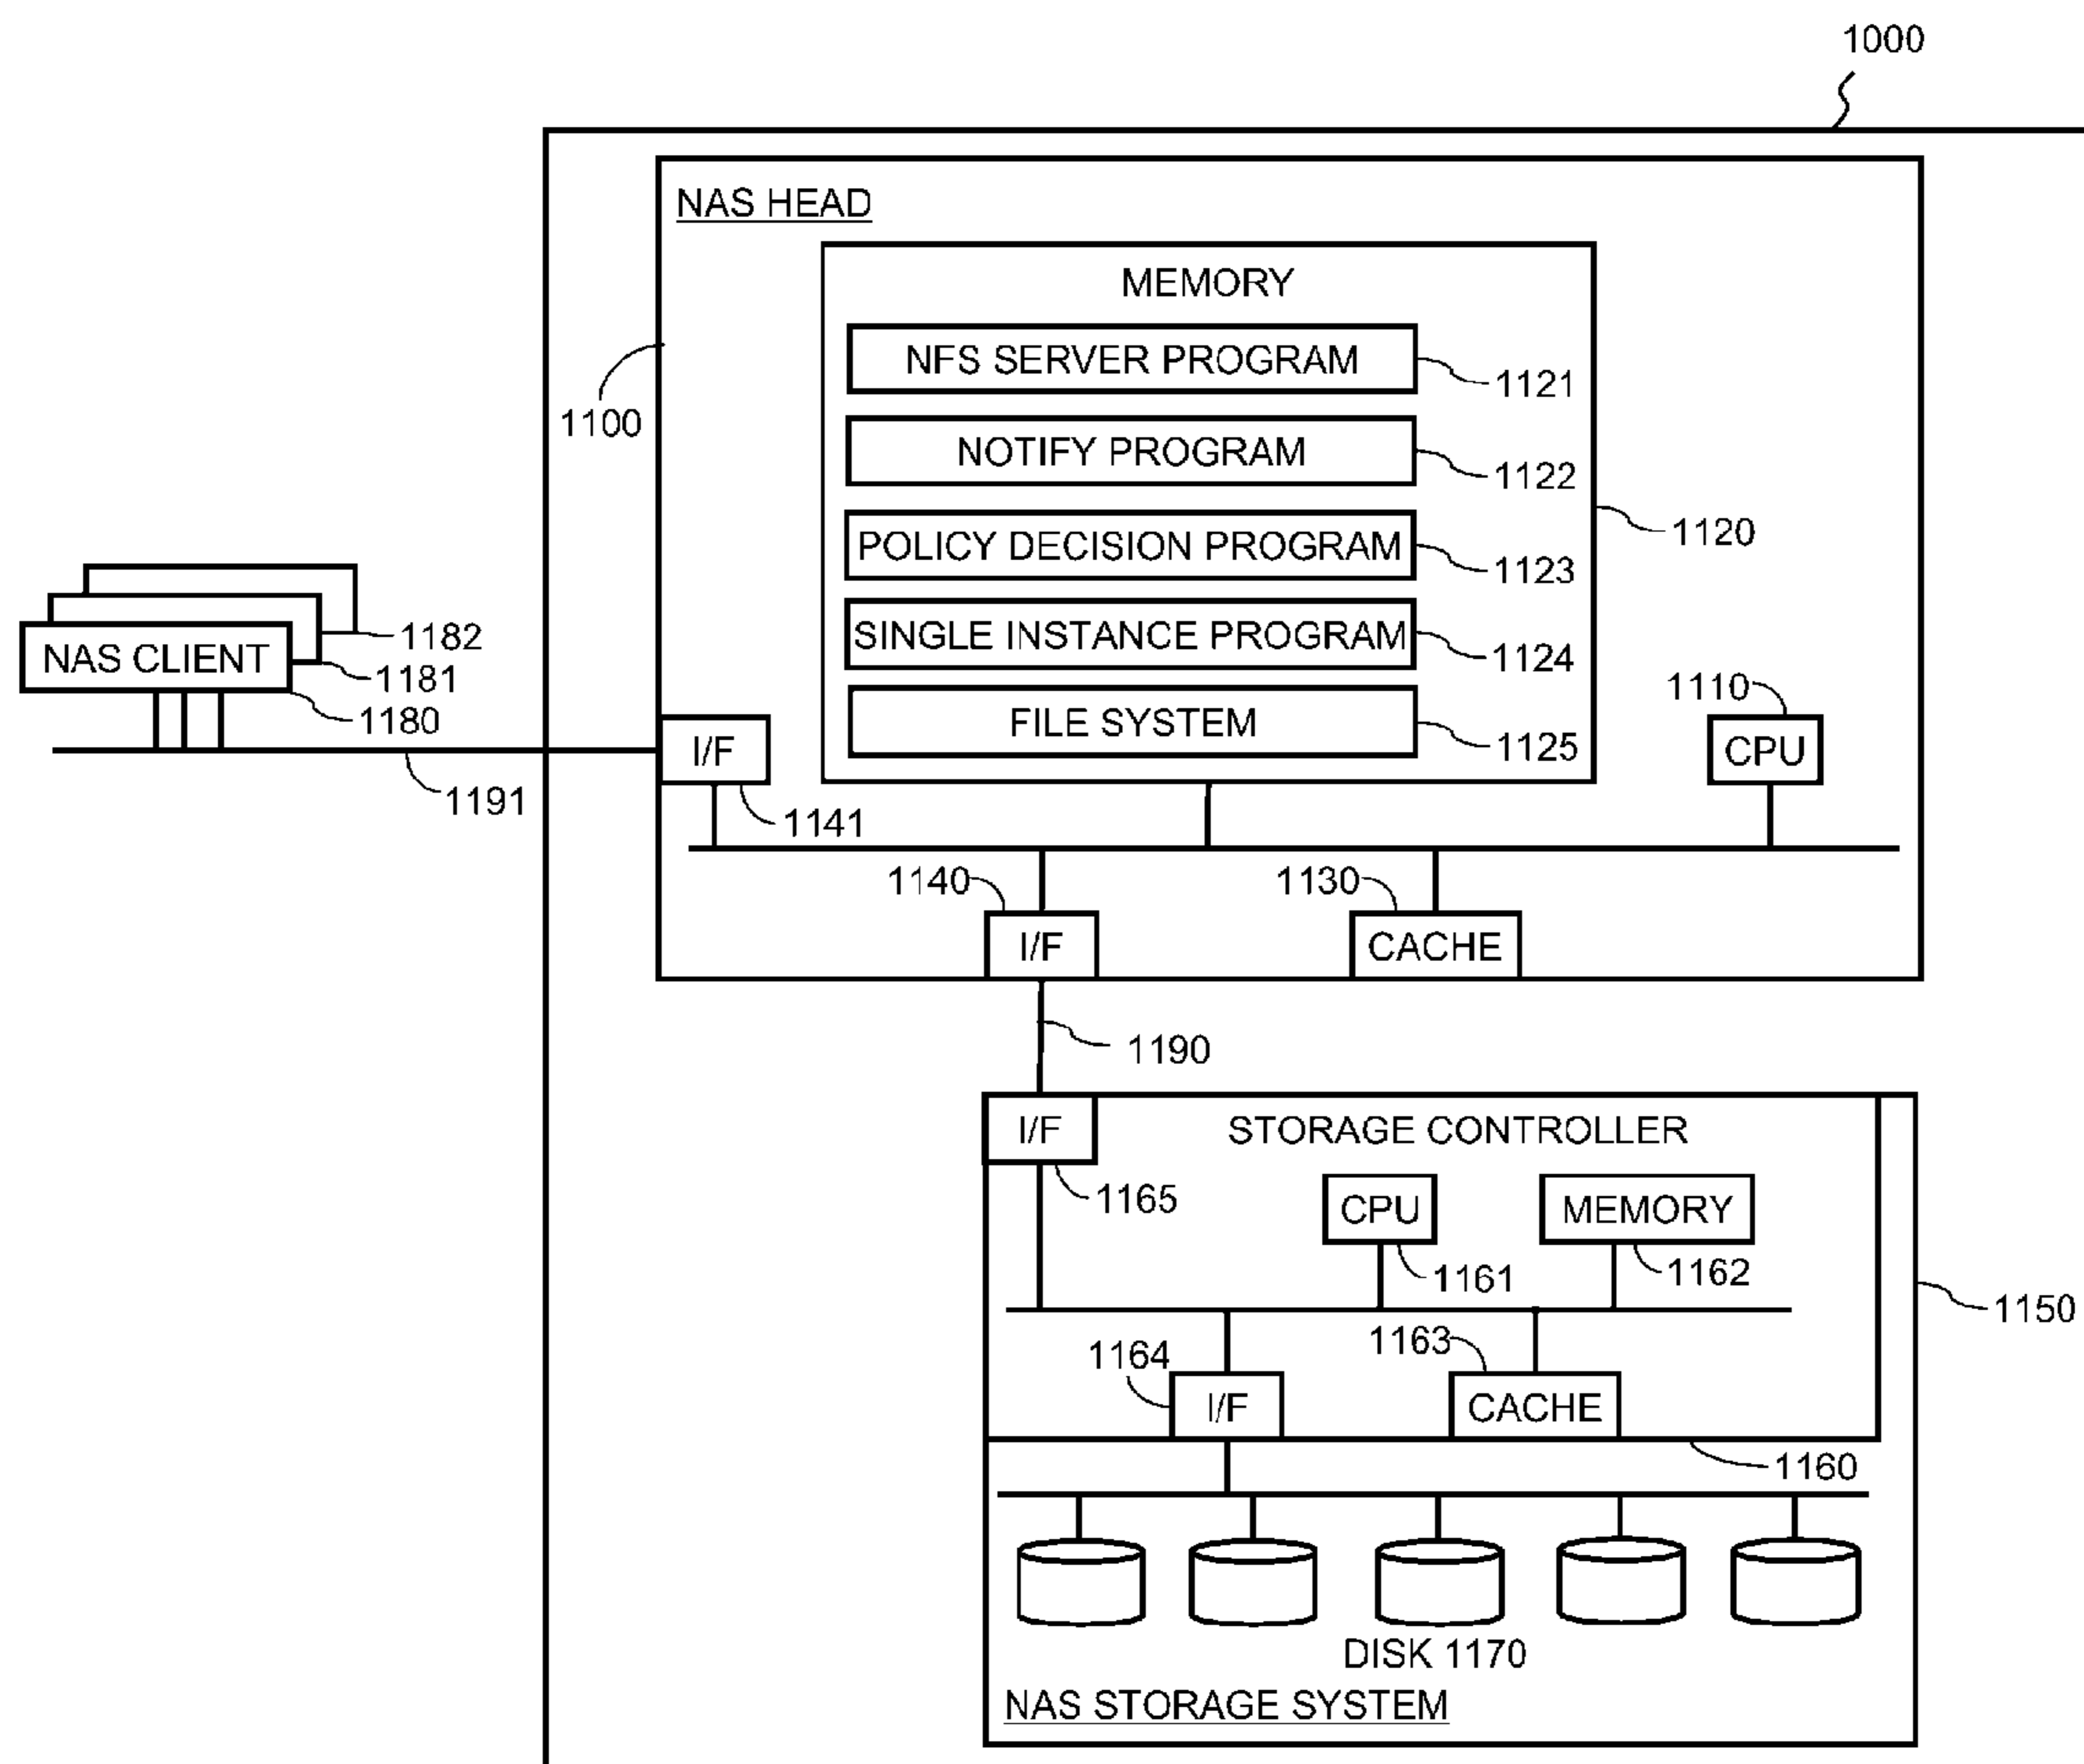 1000
NAS HEAD
MEMORY
NFS SERVER PROGRAM
1121
1100
NOTIFY PROGRAM
1122
POLICY DECISION PROGRAM
1123
1120
SINGLE INSTANCE PROGRAM
1124
FILE SYSTEM
1125
1110
CPU
NAS CLIENT
1182
1181
1180
1191
I/F
1141
1140
I/F
1130
CACHE
1190
I/F
STORAGE CONTROLLER
1165
CPU
1161
MEMORY
1162
1150
1164
I/F
1163
CACHE
1160
DISK 1170
NAS STORAGE SYSTEM